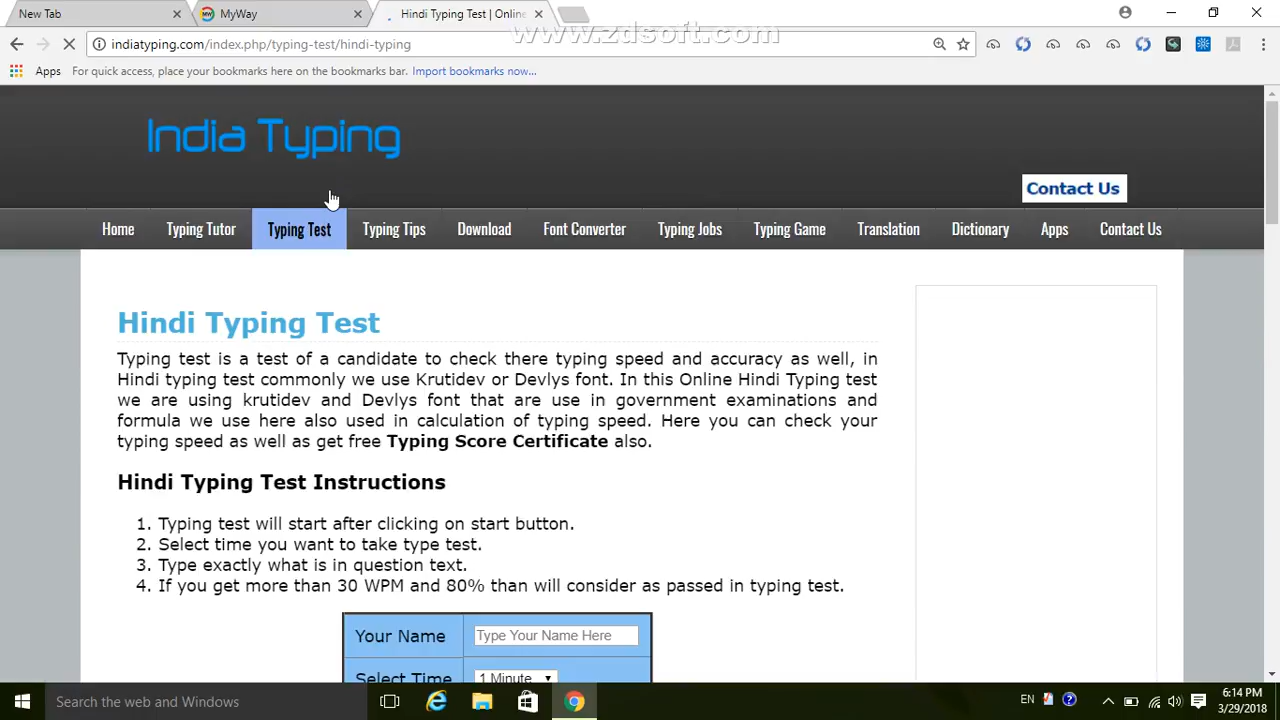 New Tab
MyWay
Hindi Typing Test | Onlin
www.zdsoft.com
indiatyping.com/index.php/typing-test/hindi-typing
Apps For quick access, place your bookmarks here on the bookmarks bar. Import bookmarks now...
India Typing
Contact Us
Home Typing Tutor Typing Test Typing Tips Download Font Converter Typing Jobs Typing Game Translation Dictionary Apps Contact Us
Hindi Typing Test
Typing test is a test of a candidate to check there typing speed and accuracy as well, in
Hindi typing test commonly we use Krutidev or Devlys font. In this Online Hindi Typing test
we are using krutidev and Devlys font that are use in government examinations and
formula we use here also used in calculation of typing speed. Here you can check your
typing speed as well as get free Typing Score Certificate also.
Hindi Typing Test Instructions
1. Typing test will start after clicking on start button.
2. Select time you want to take type test.
3. Type exactly what is in question text.
4. If you get more than 30 WPM and 80% than will consider as passed in typing test.
Your Name Type Your Name Here
Select Time 1 Minute
Search the web and Windows
EN
6:14 PM
3/29/2018